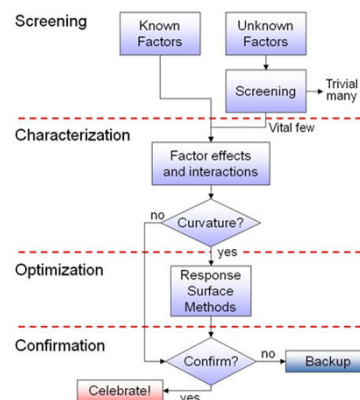 Screening
Known
Factors
Unknown
Factors
Screening
Trivial
many
Vital few
Characterization
Factor effects
and interactions
no
Curvature?
yes
Optimization
Response
Surface
Methods
Confirmation
Confirm?
no
Backup
Celebrate!
yes